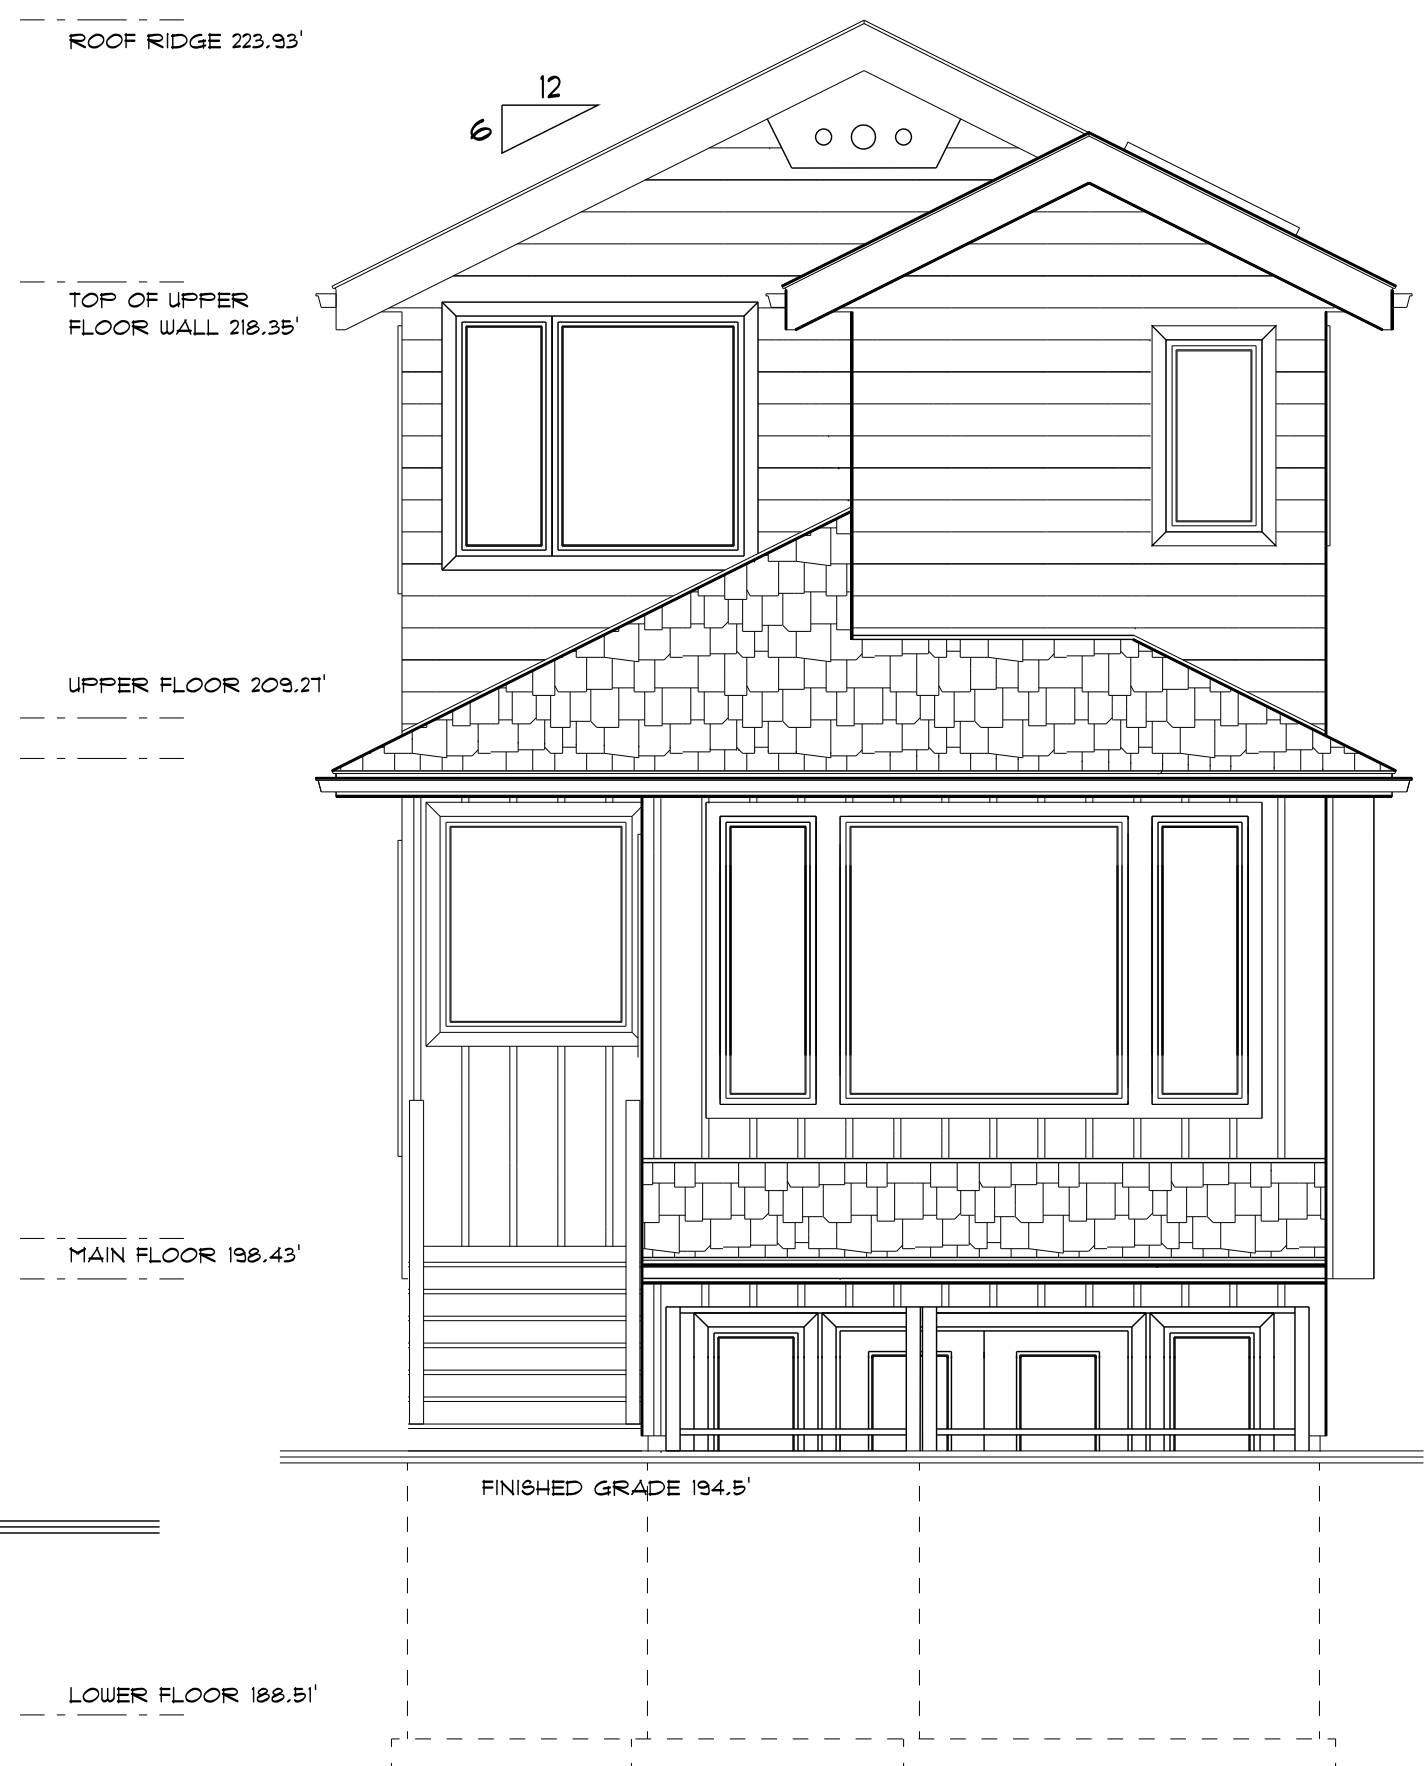 ROOF RIDGE 223.93'
12
6
TOP OF UPPER
FLOOR WALL 218.35'
UPPER FLOOR 209.27'
MAIN FLOOR 198.43'
FINISHED GRADE 194.5'
LOWER FLOOR 188.51'